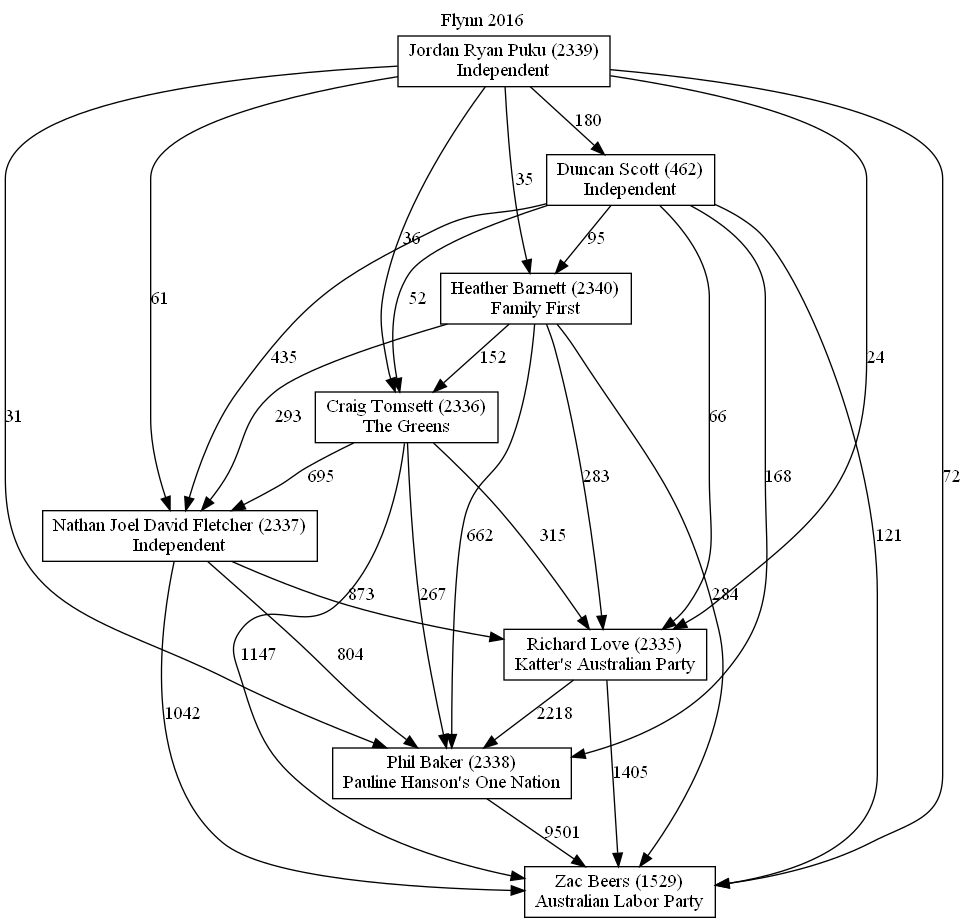 Flynn 2016
Jordan Ryan Puku (2339)
Independent
180
Duncan Scott (462)
Independent
35
36
95
Heather Barnett (2340)
Family First
61
52
435
152
24
Craig Tomsett (2336)
The Greens
31
293
66
283
168
72
695
Nathan Joel David Fletcher (2337)
Independent
662
315
121
873
267
284
Richard Love (2335)
Katter's Australian Party
1147
804
1042
2218
Phil Baker (2338)
Pauline Hanson's One Nation
1405
9501
Zac Beers (1529)
Australian Labor Party